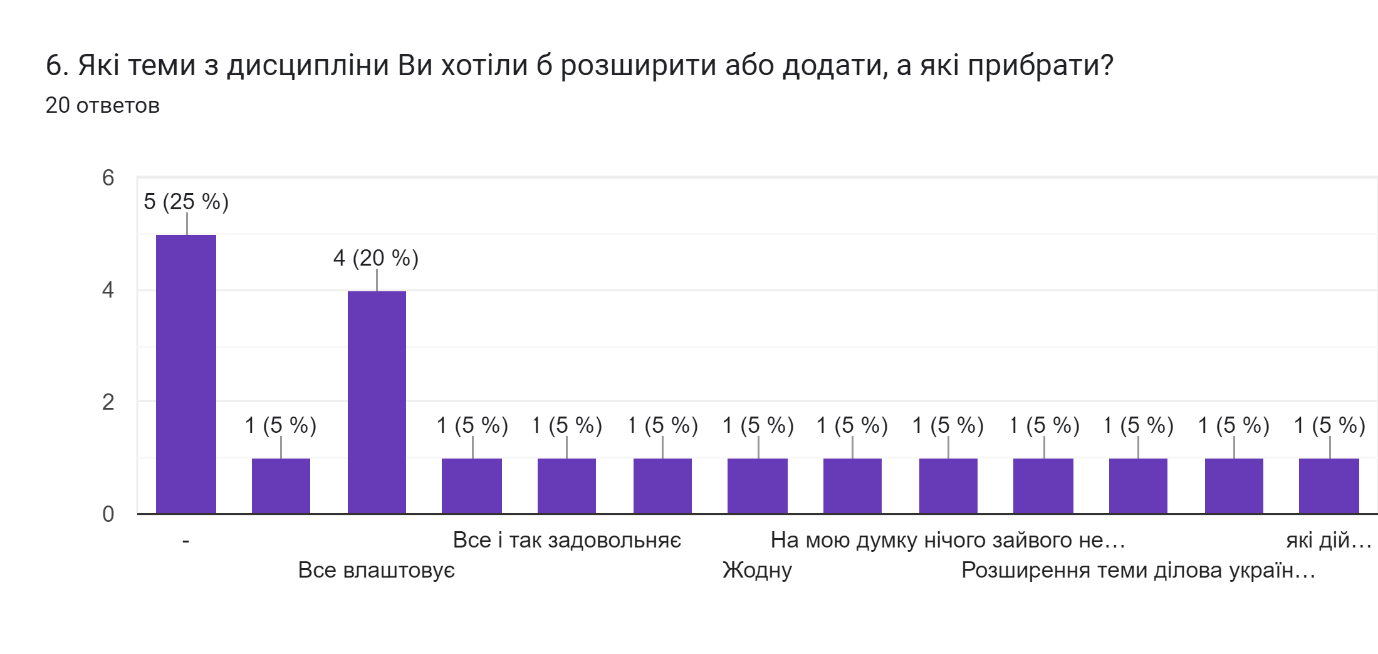 6. Які теми з дисципліни Ви хотіли б розширити або додати, а які прибрати?
20 ответов
6
5 (25 %)
4 (20 %)
4
2
1 (5 %) 1 (5 %) 1 (5 %) 1 (5 %) 1 (5 %) 1 (5 %) 1 (5 %) 1 (5 %) 1 (5 %) 1 (5 %) 1 (5 %)
0
- Все і так задовольняє На мою думку нічого зайвого не… які дій…
Все влаштовує Жодну Розширення теми ділова україн…